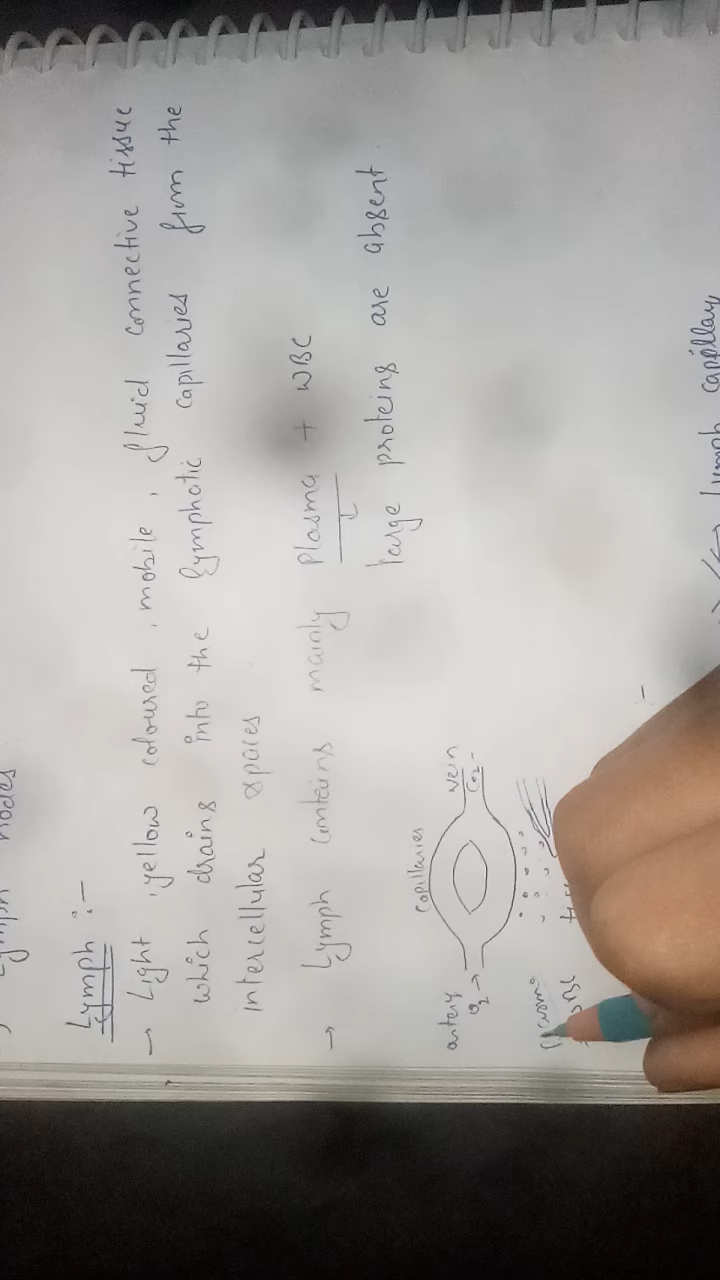 Lymph nodes
Lymph :-
→ Light, yellow coloured, mobile, fluid connective tissue
which drains into the lymphatic capillaries from the
intercellular spaces
→ Lymph contains mainly Plasma + WBC
large proteins are absent
Capillaries
artery
vein
O2 →
CO2
Plasma
lymph capillary